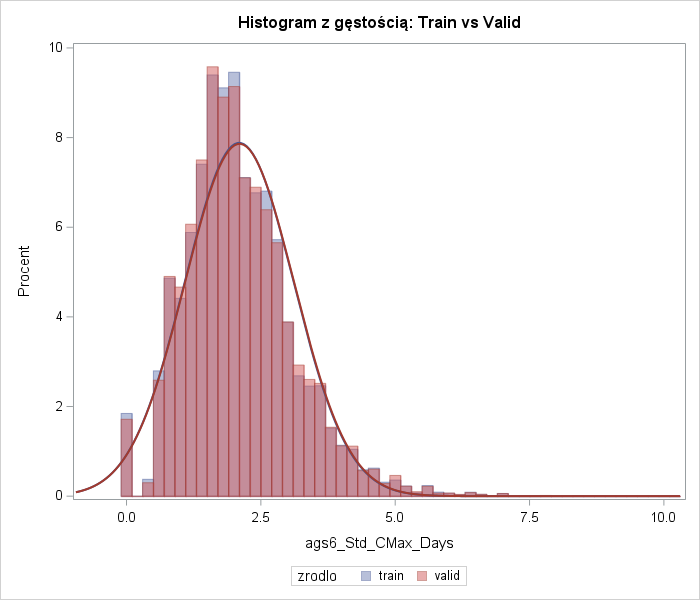 Histogram z gęstością: Train vs Valid
10
8
6
4
2
0
Procent
0.0 2.5 5.0 7.5 10.0
ags6_Std_CMax_Days
zrodlo train valid